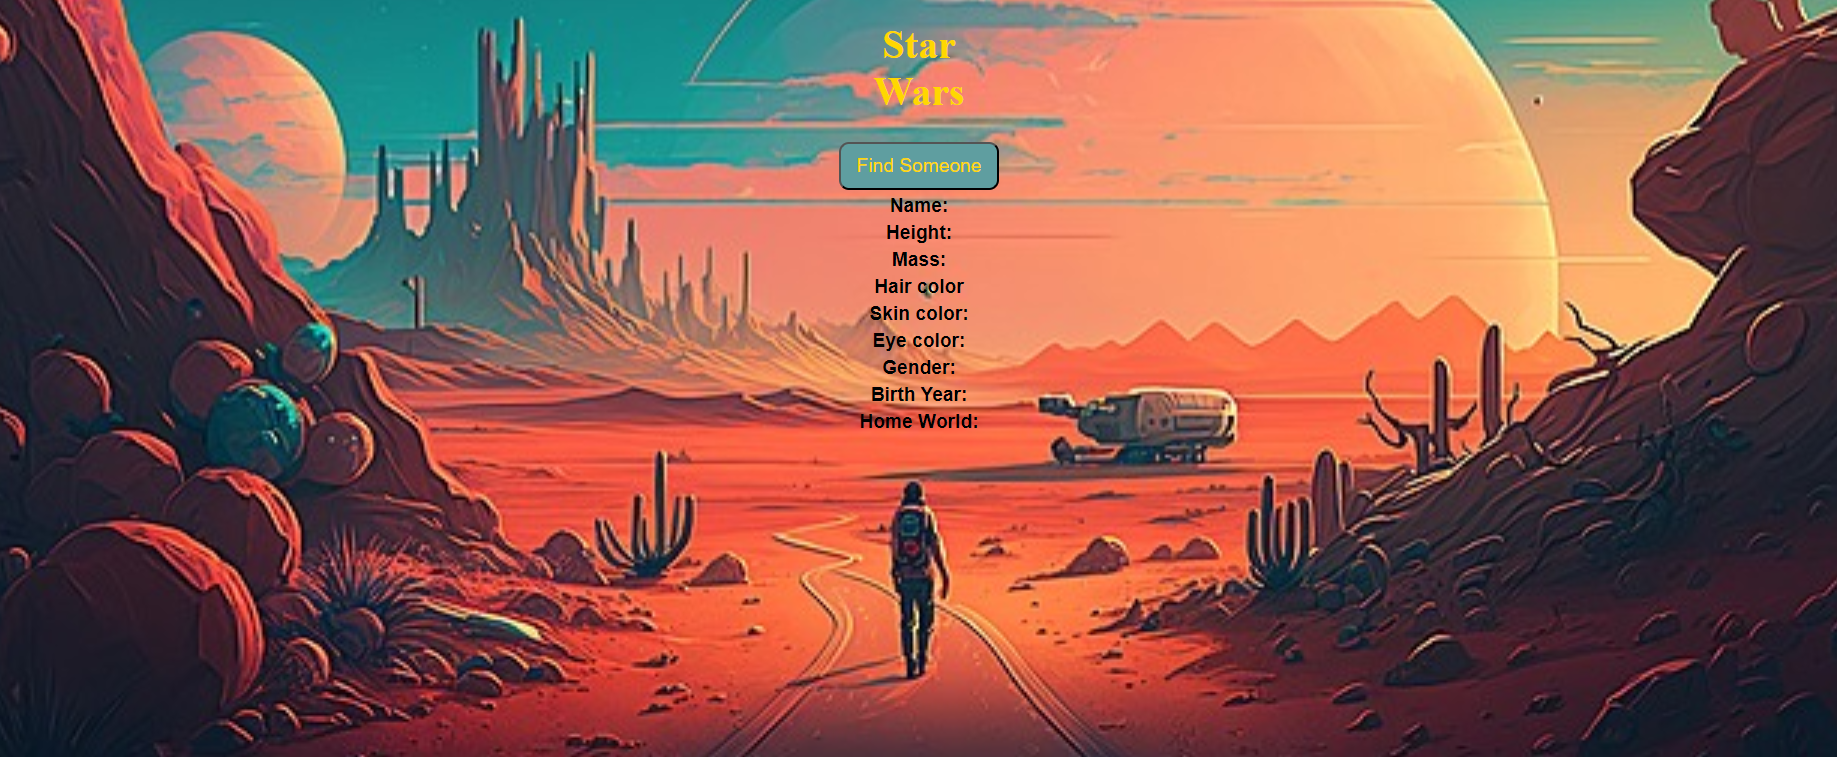 Star
Wars
Find Someone
Name:
Height:
Mass:
Hair color
Skin color:
Eye color:
Gender:
Birth Year:
Home World: